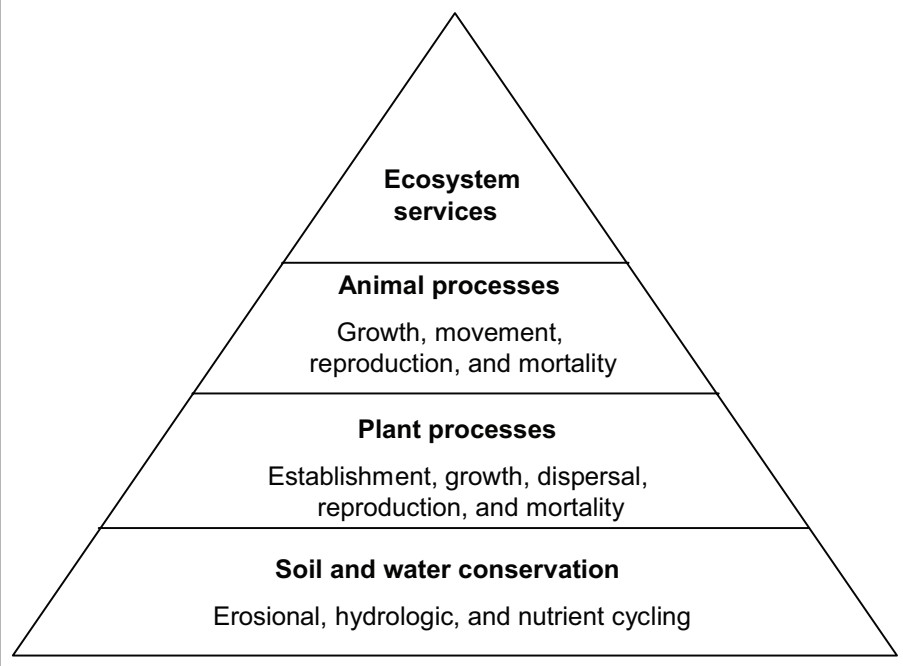 Ecosystem
services
Animal processes
Growth, movement,
reproduction, and mortality
Plant processes
Establishment, growth, dispersal,
reproduction, and mortality
Soil and water conservation
Erosional, hydrologic, and nutrient cycling